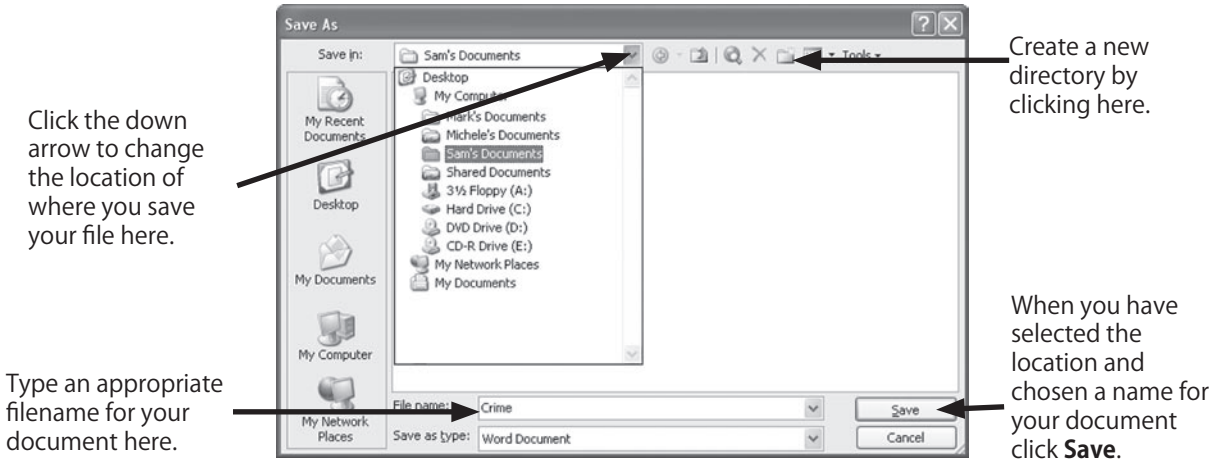 Save As
Save in:
Sam's Documents
Tools
Create a new
directory by
clicking here.
Click the down
arrow to change
the location of
where you save
your file here.
My Recent
Documents
Desktop
My Documents
My Computer
My Network
Places
Desktop
My Computer
Mark's Documents
Michele's Documents
Sam's Documents
Shared Documents
3½ Floppy (A:)
Hard Drive (C:)
DVD Drive (D:)
CD-R Drive (E:)
My Network Places
My Documents
Type an appropriate
filename for your
document here.
File name:
Crime
Save as type:
Word Document
Save
Cancel
When you have
selected the
location and
chosen a name for
your document
click Save.